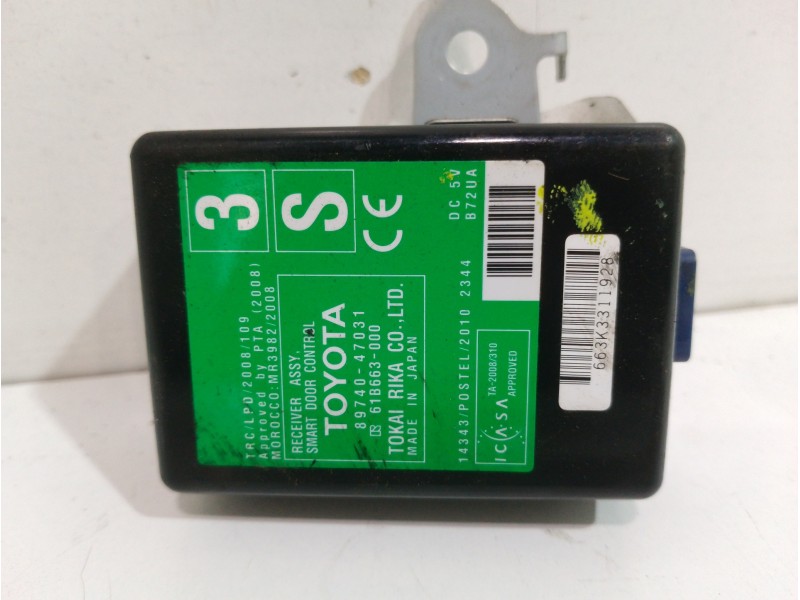 3
S
CE
TRC/LPD/2008/109
Approved by PTA (2008)
MOROCCO:MR3982/2008
RECEIVER ASSY,
SMART DOOR CONTROL
TOYOTA
89740-47031
61B663-000
TOKAI RIKA CO.,LTD.
MADE IN JAPAN
DC 5V
B72UA
14343/POSTEL/2010 2344
ICASA
TA-2008/310
APPROVED
663K3311928